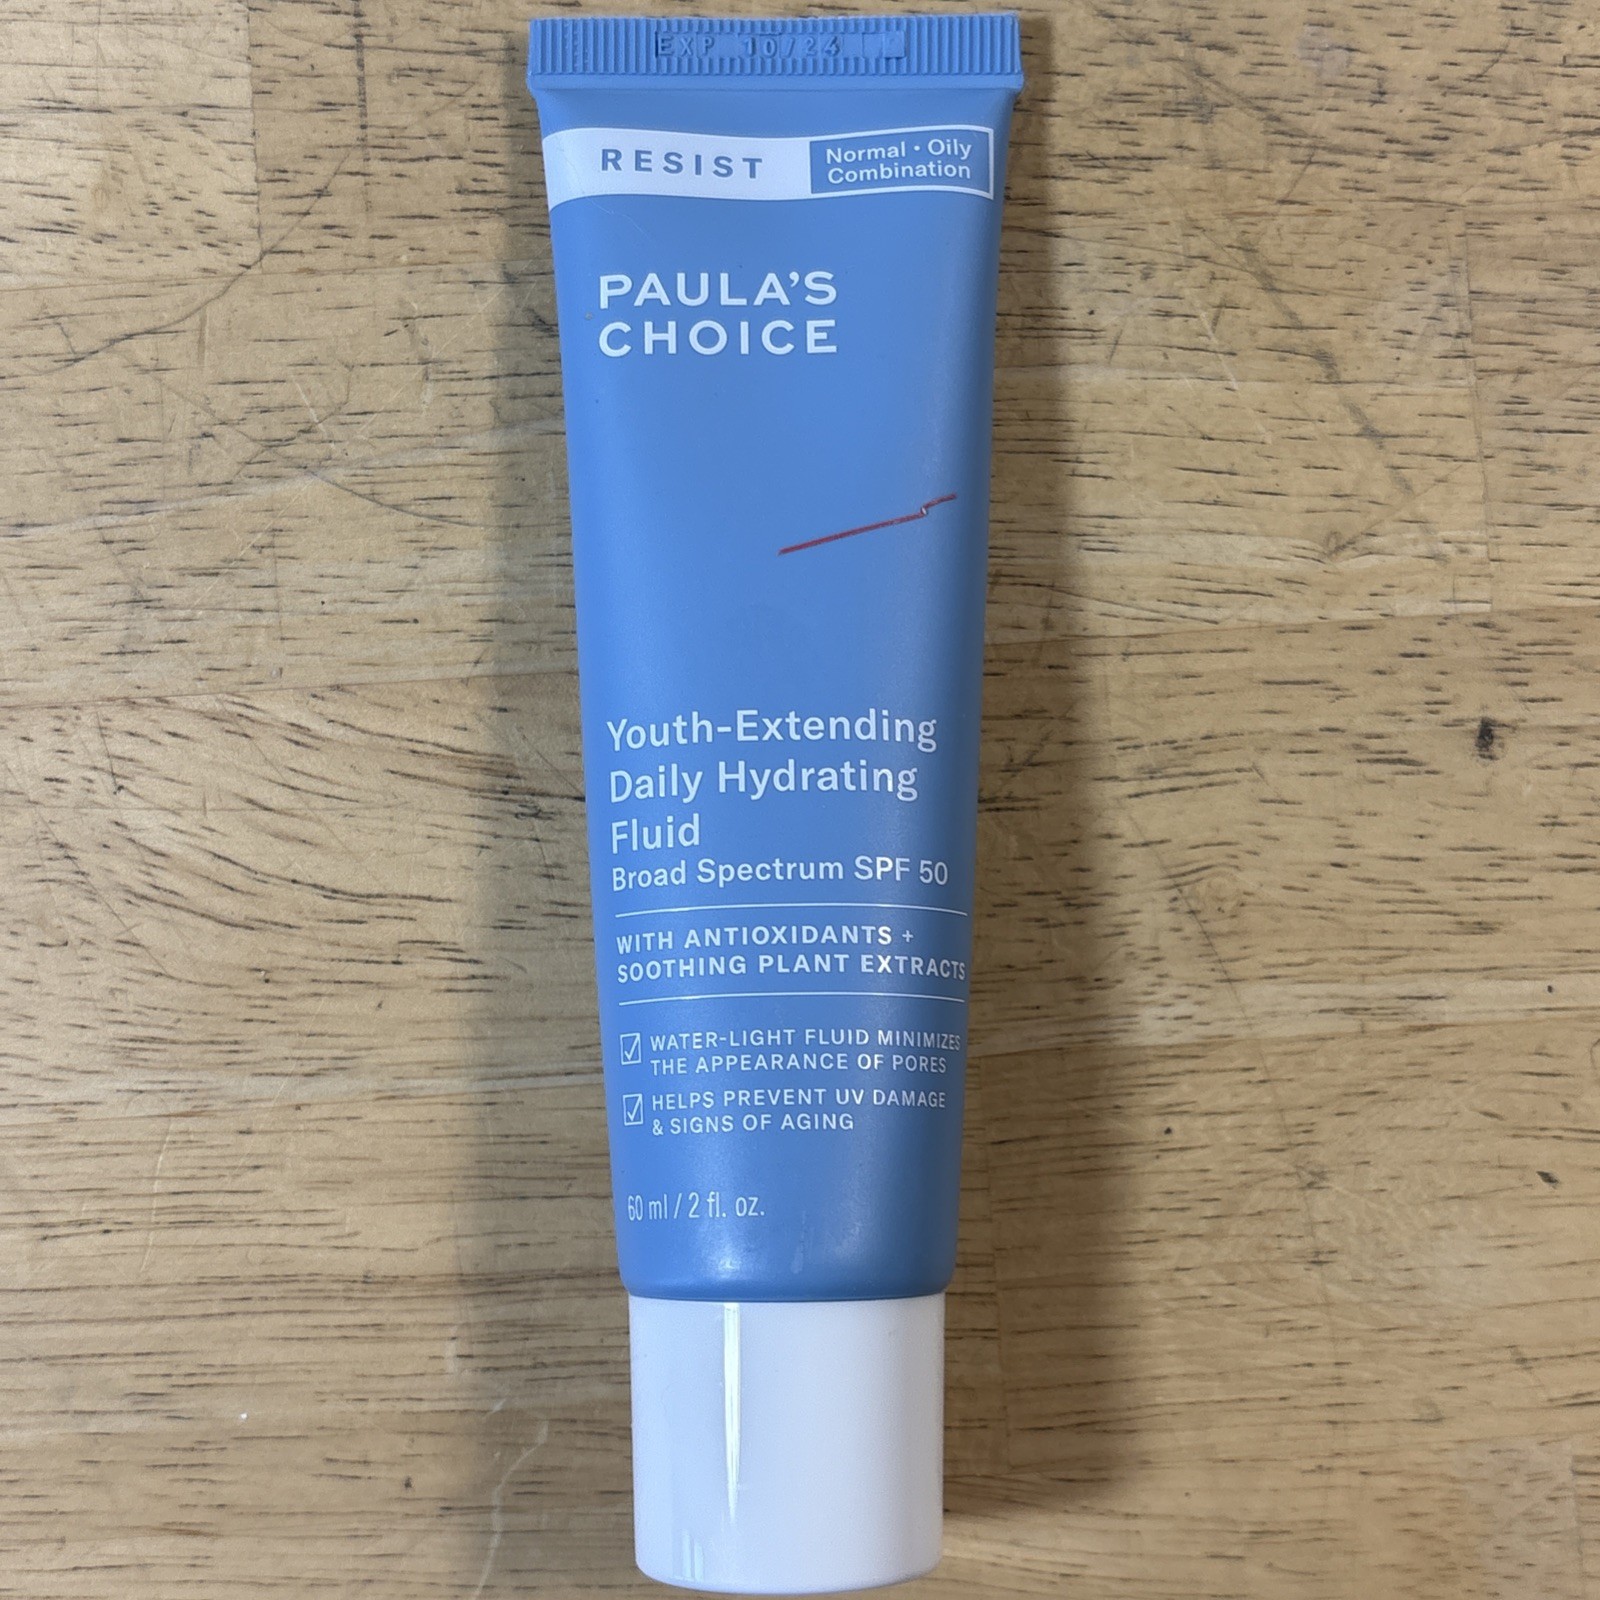 EXP 10/24
RESIST
Normal • Oily
Combination
PAULA'S
CHOICE
Youth-Extending
Daily Hydrating
Fluid
Broad Spectrum SPF 50
WITH ANTIOXIDANTS +
SOOTHING PLANT EXTRACTS
WATER-LIGHT FLUID MINIMIZES
THE APPEARANCE OF PORES
HELPS PREVENT UV DAMAGE
& SIGNS OF AGING
60 ml / 2 fl. oz.